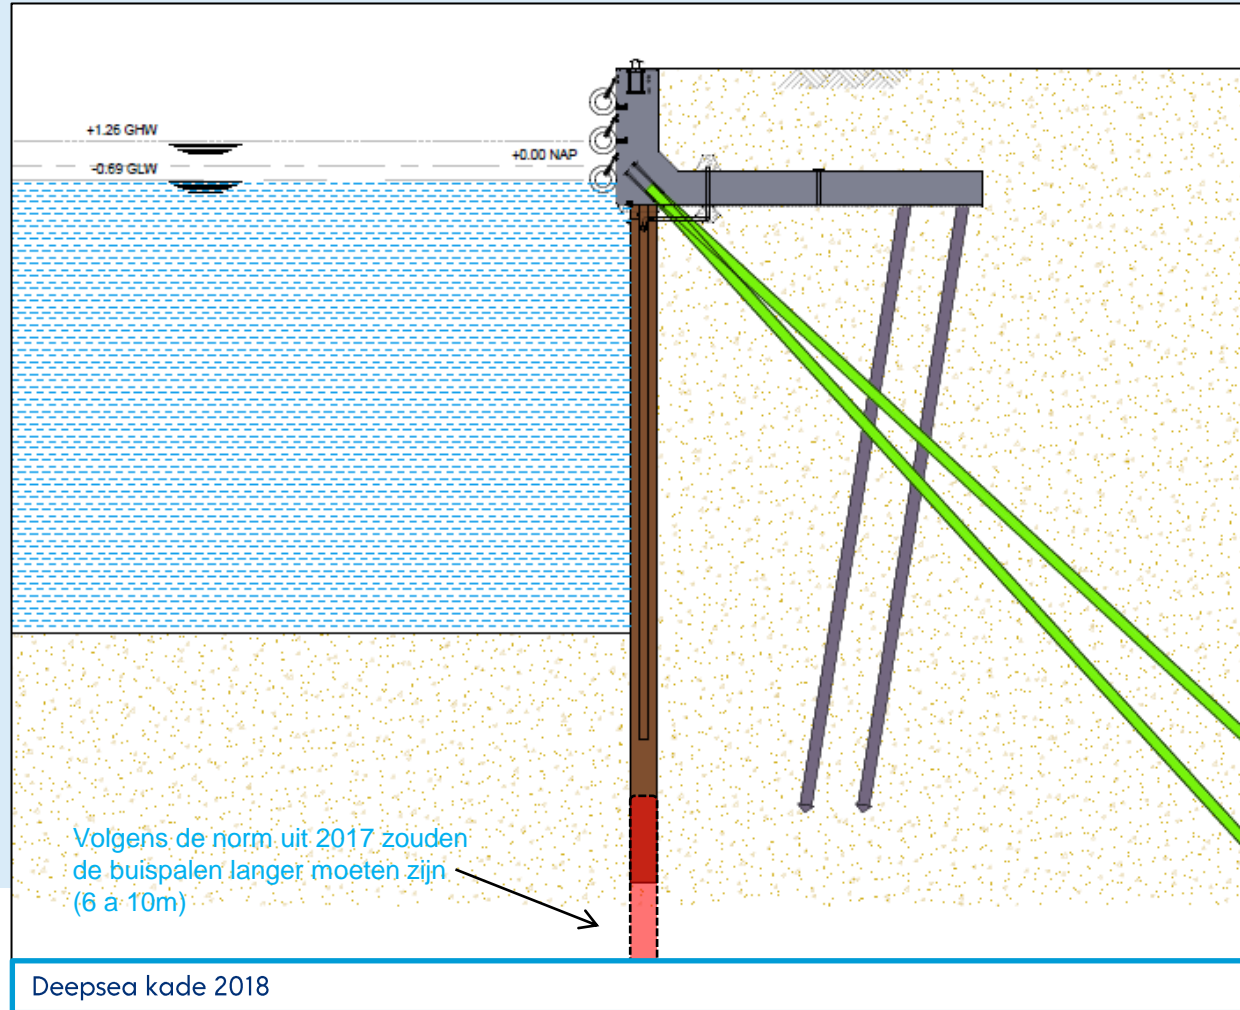 +1.26 GHW
+0.00 NAP
-0.69 GLW
Volgens de norm uit 2017 zouden
de buispalen langer moeten zijn
(6 a 10m)
Deepsea kade 2018